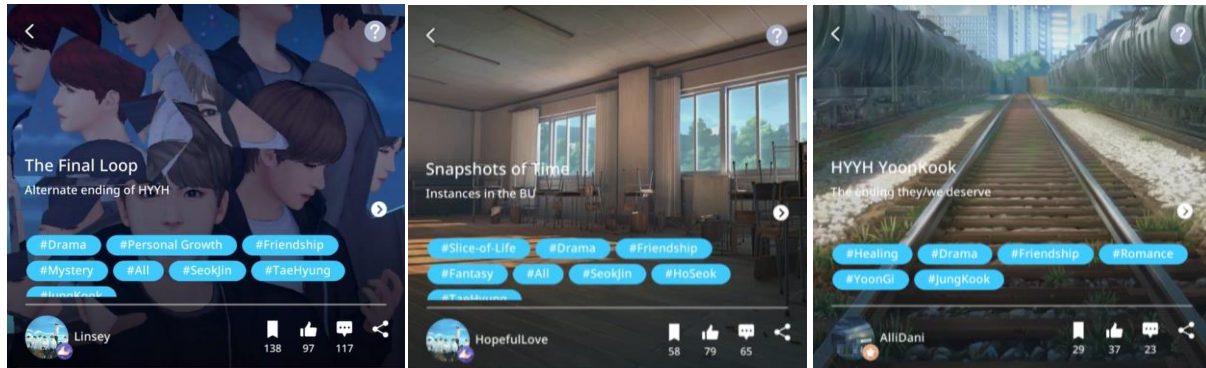 ?
The Final Loop
Alternate ending of HYYH
#Drama #Personal Growth #Friendship
#Mystery #All #SeokJin #TaeHyung
#JungKook
Linsey
138 97 117
?
Snapshots of Time
Instances in the BU
#Slice-of-Life #Drama #Friendship
#Fantasy #All #SeokJin #HoSeok
#TaeHyung
HopefulLove
58 79 65
?
HYYH YoonKook
The ending they/we deserve
#Healing #Drama #Friendship #Romance
#YoonGi #JungKook
AlliDani
29 37 23